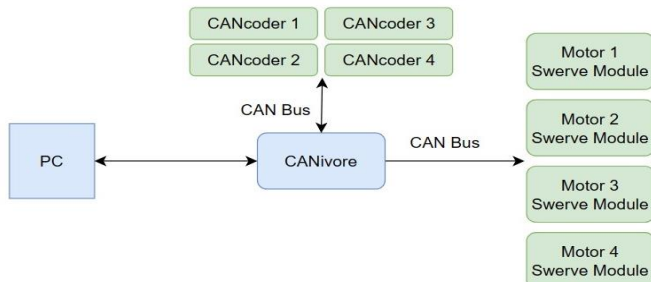 CANcoder 1
CANcoder 3
CANcoder 2
CANcoder 4
CAN Bus
PC
CANivore
CAN Bus
Motor 1
Swerve Module
Motor 2
Swerve Module
Motor 3
Swerve Module
Motor 4
Swerve Module